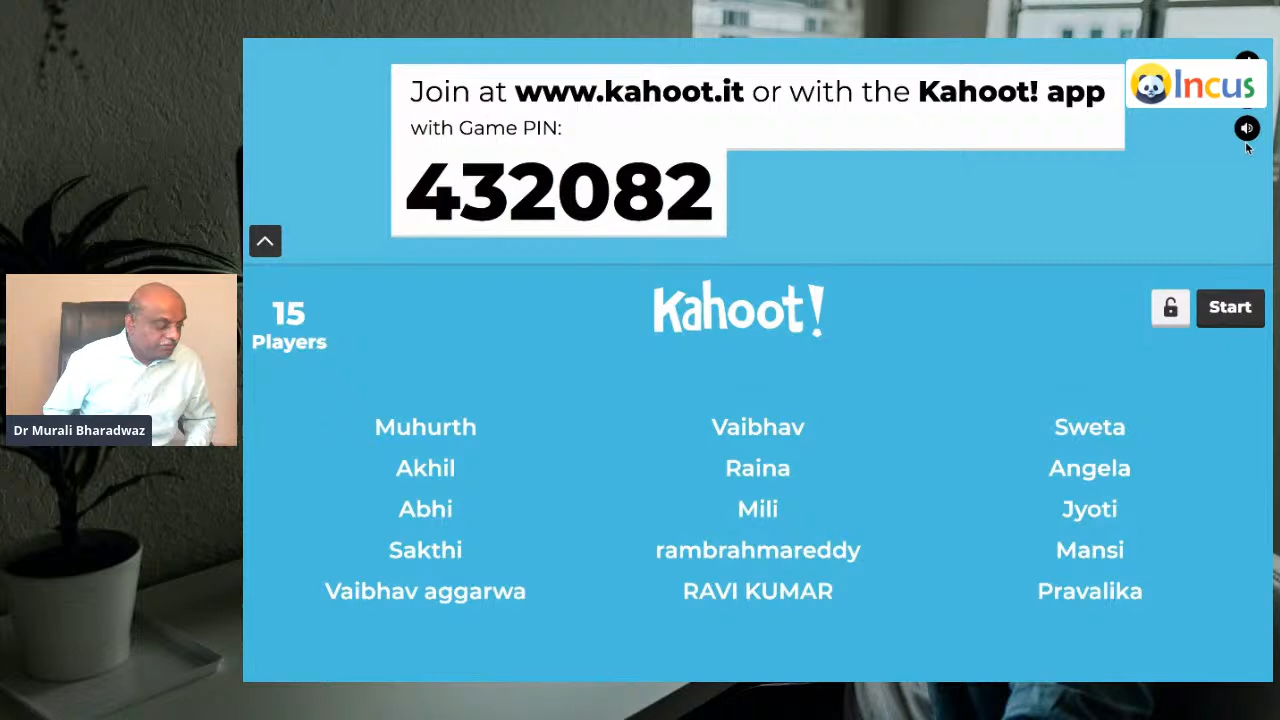 Join at www.kahoot.it or with the Kahoot! app
with Game PIN:
432082
Incus
15
Players
Kahoot!
Start
Muhurth
Vaibhav
Sweta
Akhil
Raina
Angela
Abhi
Mili
Jyoti
Sakthi
rambrahmareddy
Mansi
Vaibhav aggarwa
RAVI KUMAR
Pravalika
Dr Murali Bharadwaz